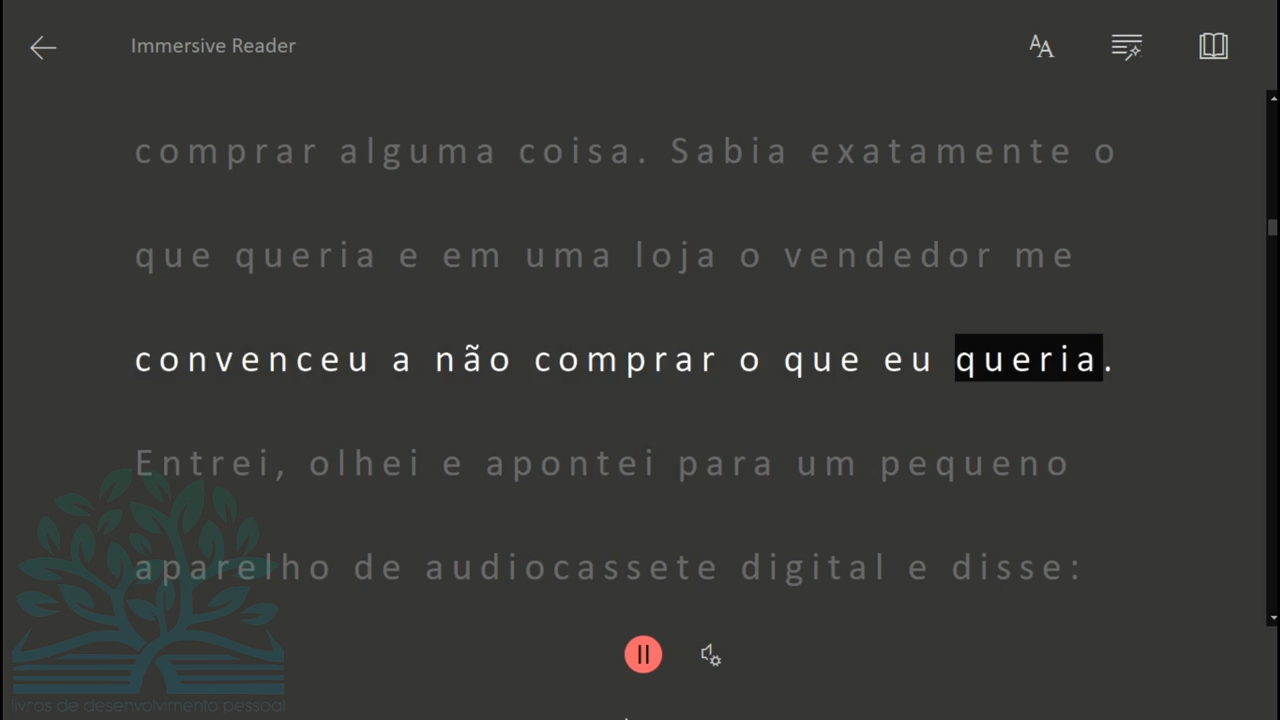 Immersive Reader
comprar alguma coisa. Sabia exatamente o
que queria e em uma loja o vendedor me
convenceu a não comprar o que eu queria.
Entrei, olhei e apontei para um pequeno
aparelho de audiocassete digital e disse:
livros de desenvolvimento pessoal